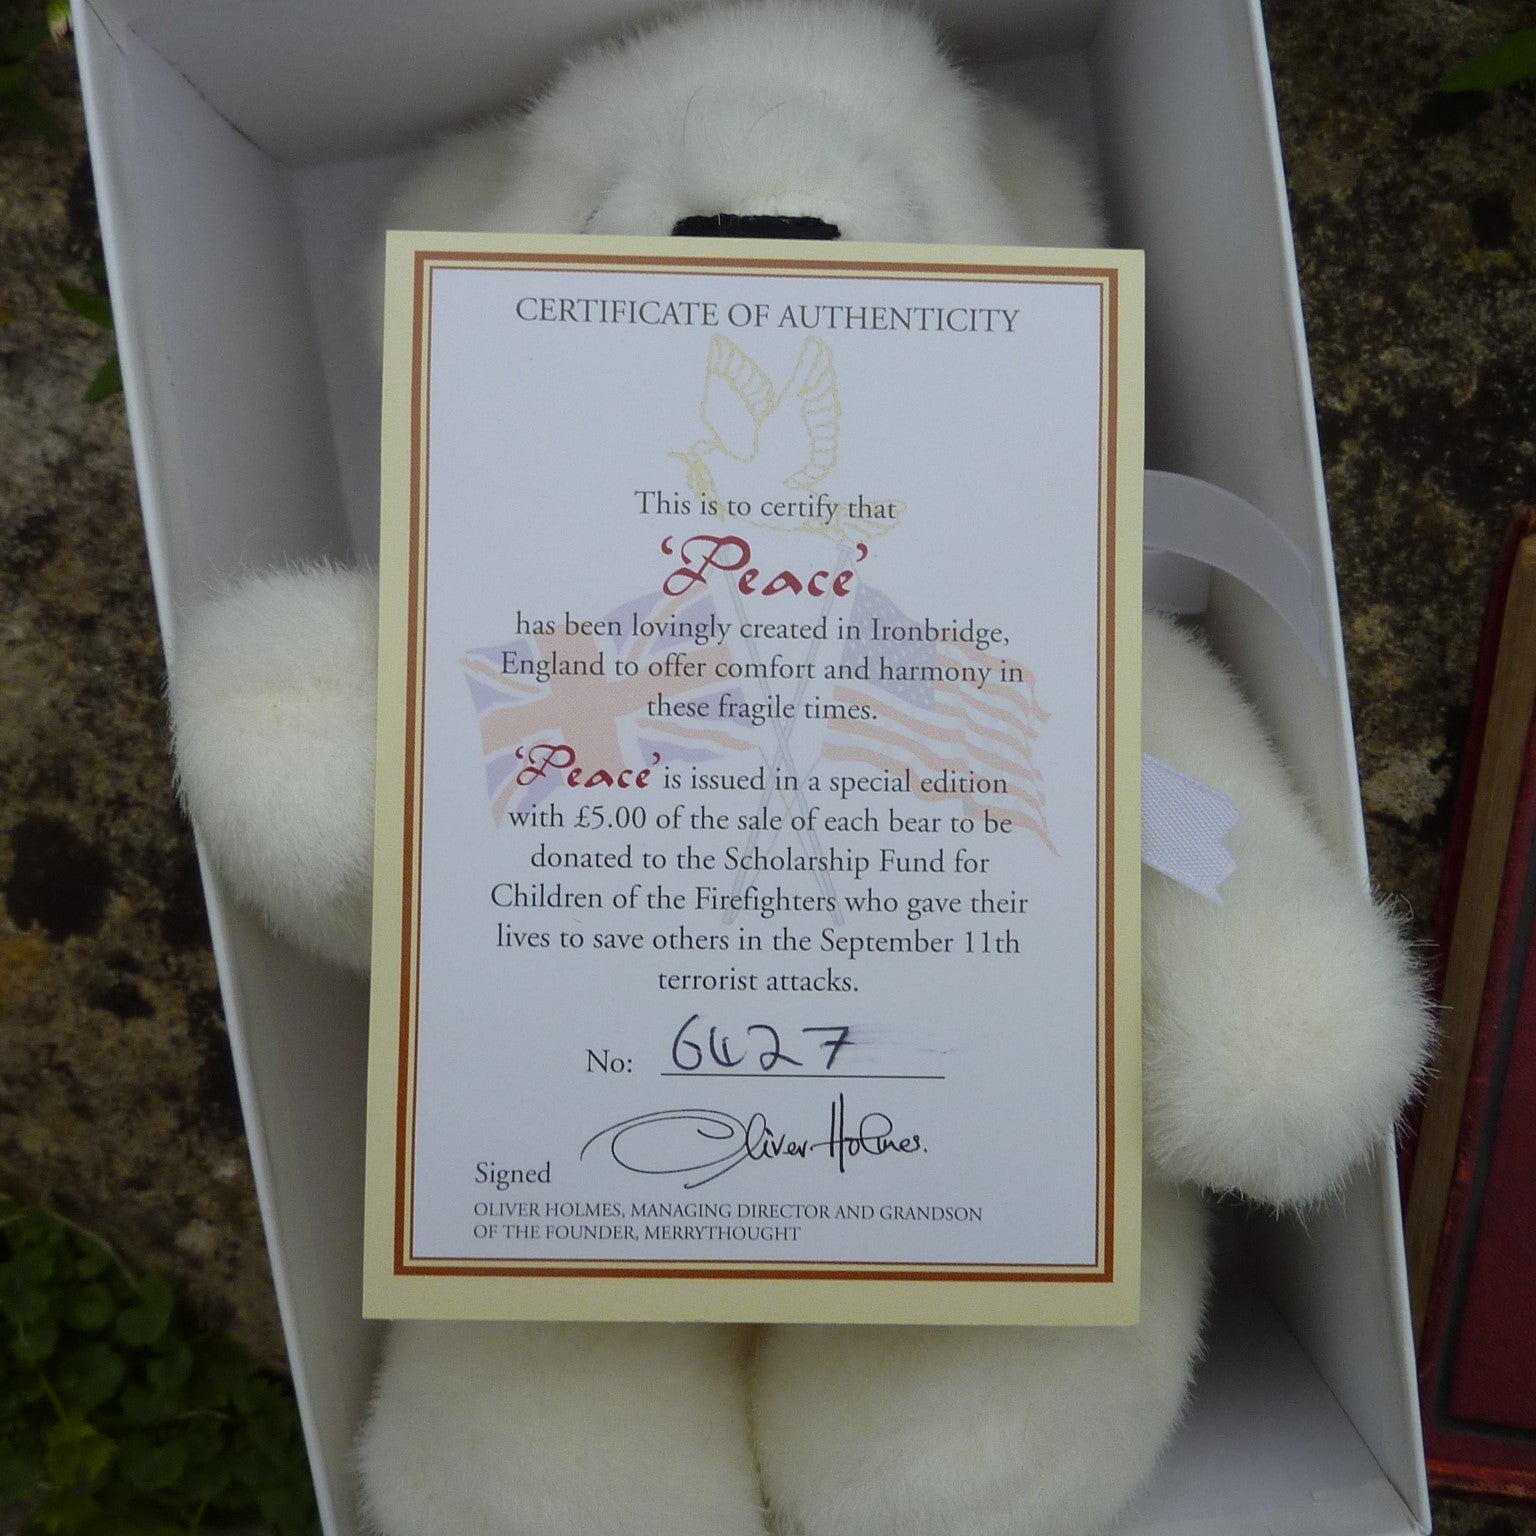 CERTIFICATE OF AUTHENTICITY
This is to certify that
'Peace'
has been lovingly created in Ironbridge,
England to offer comfort and harmony in
these fragile times.
'Peace' is issued in a special edition
with £5.00 of the sale of each bear to be
donated to the Scholarship Fund for
Children of the Firefighters who gave their
lives to save others in the September 11th
terrorist attacks.
No: 6427
Oliver Holmes.
Signed
OLIVER HOLMES, MANAGING DIRECTOR AND GRANDSON
OF THE FOUNDER, MERRYTHOUGHT